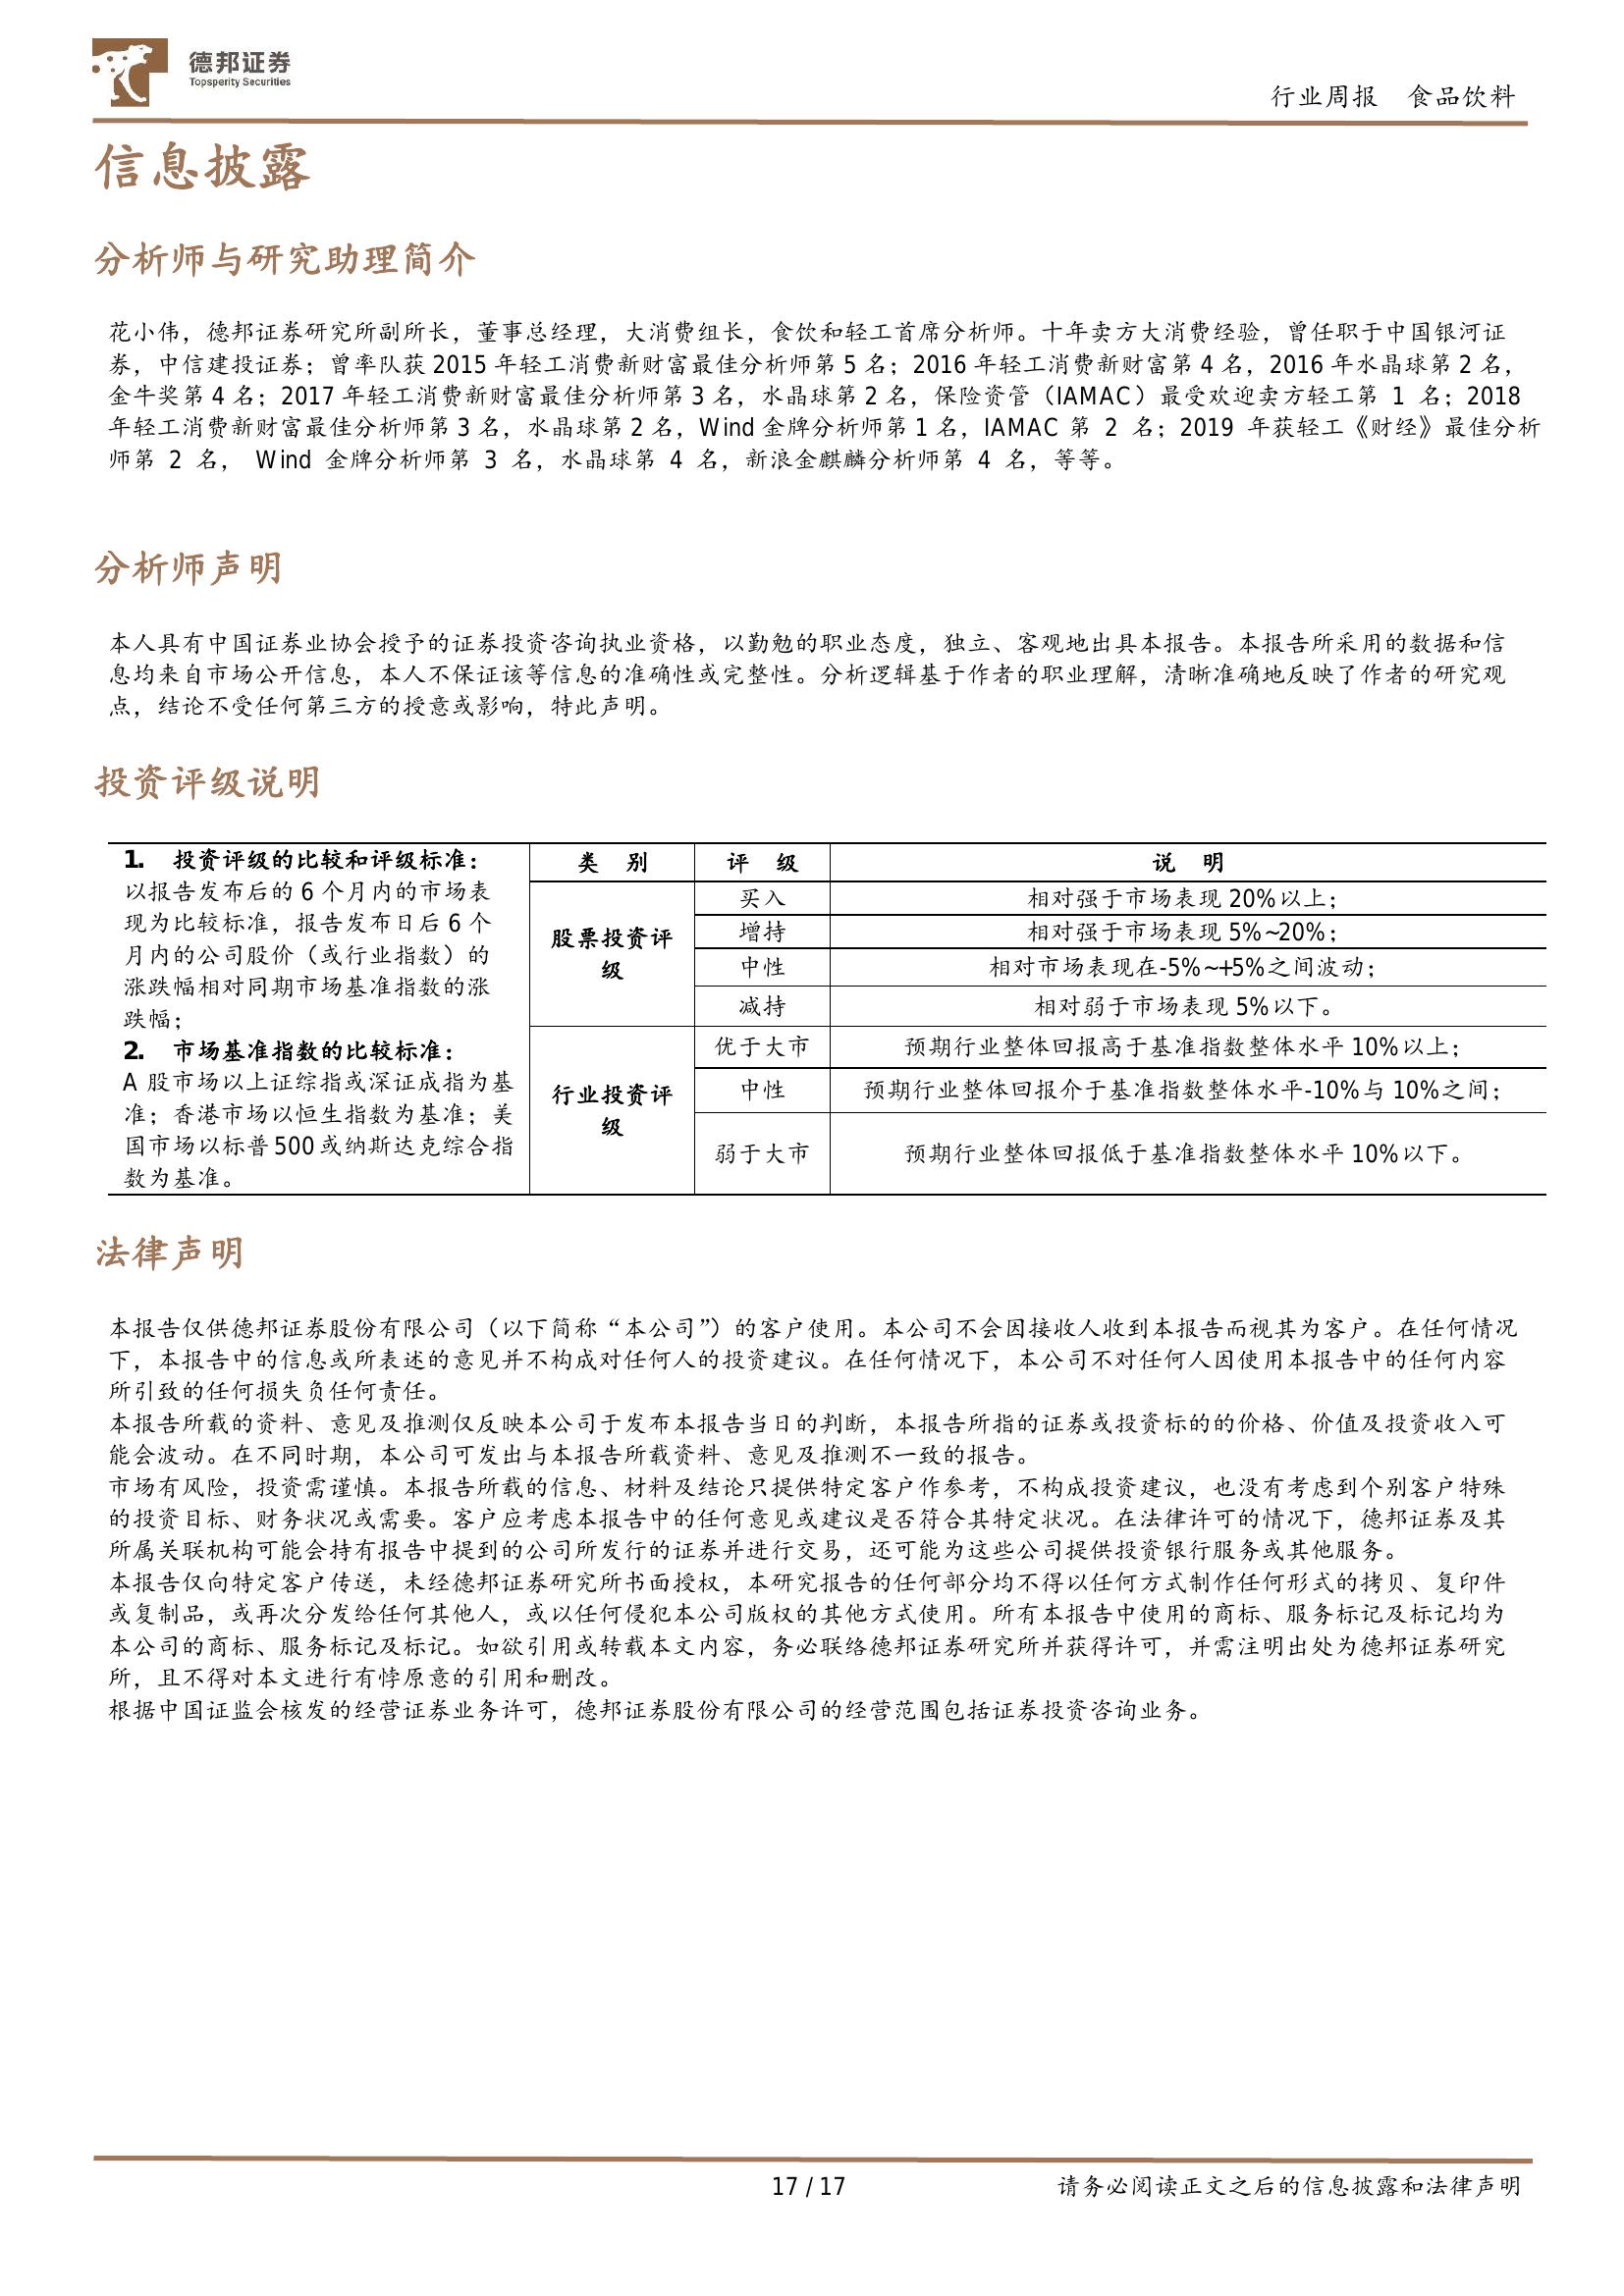 德邦证券
Topsperity Securities
行业周报 食品饮料
信息披露
分析师与研究助理简介
花小伟，德邦证券研究所副所长，董事总经理，大消费组长，食饮和轻工首席分析师。十年卖方大消费经验，曾任职于中国银河证
券，中信建投证券；曾率队获 2015 年轻工消费新财富最佳分析师第 5 名；2016 年轻工消费新财富第 4 名，2016 年水晶球第 2 名，
金牛奖第 4 名；2017 年轻工消费新财富最佳分析师第 3 名，水晶球第 2 名，保险资管（IAMAC）最受欢迎卖方轻工第 1 名；2018
年轻工消费新财富最佳分析师第 3 名，水晶球第 2 名，Wind 金牌分析师第 1 名，IAMAC 第 2 名；2019 年获轻工《财经》最佳分析
师第 2 名， Wind 金牌分析师第 3 名，水晶球第 4 名，新浪金麒麟分析师第 4 名，等等。
分析师声明
本人具有中国证券业协会授予的证券投资咨询执业资格，以勤勉的职业态度，独立、客观地出具本报告。本报告所采用的数据和信
息均来自市场公开信息，本人不保证该等信息的准确性或完整性。分析逻辑基于作者的职业理解，清晰准确地反映了作者的研究观
点，结论不受任何第三方的授意或影响，特此声明。
投资评级说明
1. 投资评级的比较和评级标准：
以报告发布后的 6 个月内的市场表
现为比较标准，报告发布日后 6 个
月内的公司股价（或行业指数）的
涨跌幅相对同期市场基准指数的涨
跌幅；
2. 市场基准指数的比较标准：
A 股市场以上证综指或深证成指为基
准；香港市场以恒生指数为基准；美
国市场以标普 500 或纳斯达克综合指
数为基准。
类 别 评 级 说 明
股票投资评
级
买入 相对强于市场表现 20%以上；
增持 相对强于市场表现 5%~20%；
中性 相对市场表现在-5%~+5%之间波动；
减持 相对弱于市场表现 5%以下。
行业投资评
级
优于大市 预期行业整体回报高于基准指数整体水平 10%以上；
中性 预期行业整体回报介于基准指数整体水平-10%与 10%之间；
弱于大市 预期行业整体回报低于基准指数整体水平 10%以下。
法律声明
本报告仅供德邦证券股份有限公司（以下简称“本公司”）的客户使用。本公司不会因接收人收到本报告而视其为客户。在任何情况
下，本报告中的信息或所表述的意见并不构成对任何人的投资建议。在任何情况下，本公司不对任何人因使用本报告中的任何内容
所引致的任何损失负任何责任。
本报告所载的资料、意见及推测仅反映本公司于发布本报告当日的判断，本报告所指的证券或投资标的的价格、价值及投资收入可
能会波动。在不同时期，本公司可发出与本报告所载资料、意见及推测不一致的报告。
市场有风险，投资需谨慎。本报告所载的信息、材料及结论只提供特定客户作参考，不构成投资建议，也没有考虑到个别客户特殊
的投资目标、财务状况或需要。客户应考虑本报告中的任何意见或建议是否符合其特定状况。在法律许可的情况下，德邦证券及其
所属关联机构可能会持有报告中提到的公司所发行的证券并进行交易，还可能为这些公司提供投资银行服务或其他服务。
本报告仅向特定客户传送，未经德邦证券研究所书面授权，本研究报告的任何部分均不得以任何方式制作任何形式的拷贝、复印件
或复制品，或再次分发给任何其他人，或以任何侵犯本公司版权的其他方式使用。所有本报告中使用的商标、服务标记及标记均为
本公司的商标、服务标记及标记。如欲引用或转载本文内容，务必联络德邦证券研究所并获得许可，并需注明出处为德邦证券研究
所，且不得对本文进行有悖原意的引用和删改。
根据中国证监会核发的经营证券业务许可，德邦证券股份有限公司的经营范围包括证券投资咨询业务。
17 / 17
请务必阅读正文之后的信息披露和法律声明